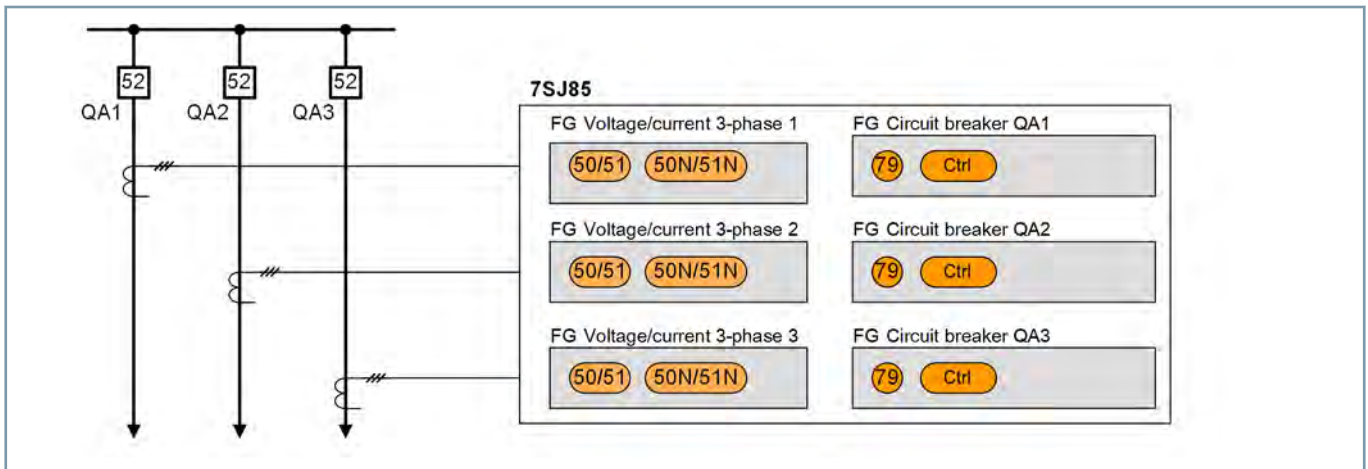 52 52 52
QA1 QA2 QA3
7SJ85
FG Voltage/current 3-phase 1 FG Circuit breaker QA1
50/51 50N/51N 79 Ctrl
FG Voltage/current 3-phase 2 FG Circuit breaker QA2
50/51 50N/51N 79 Ctrl
FG Voltage/current 3-phase 3 FG Circuit breaker QA3
50/51 50N/51N 79 Ctrl